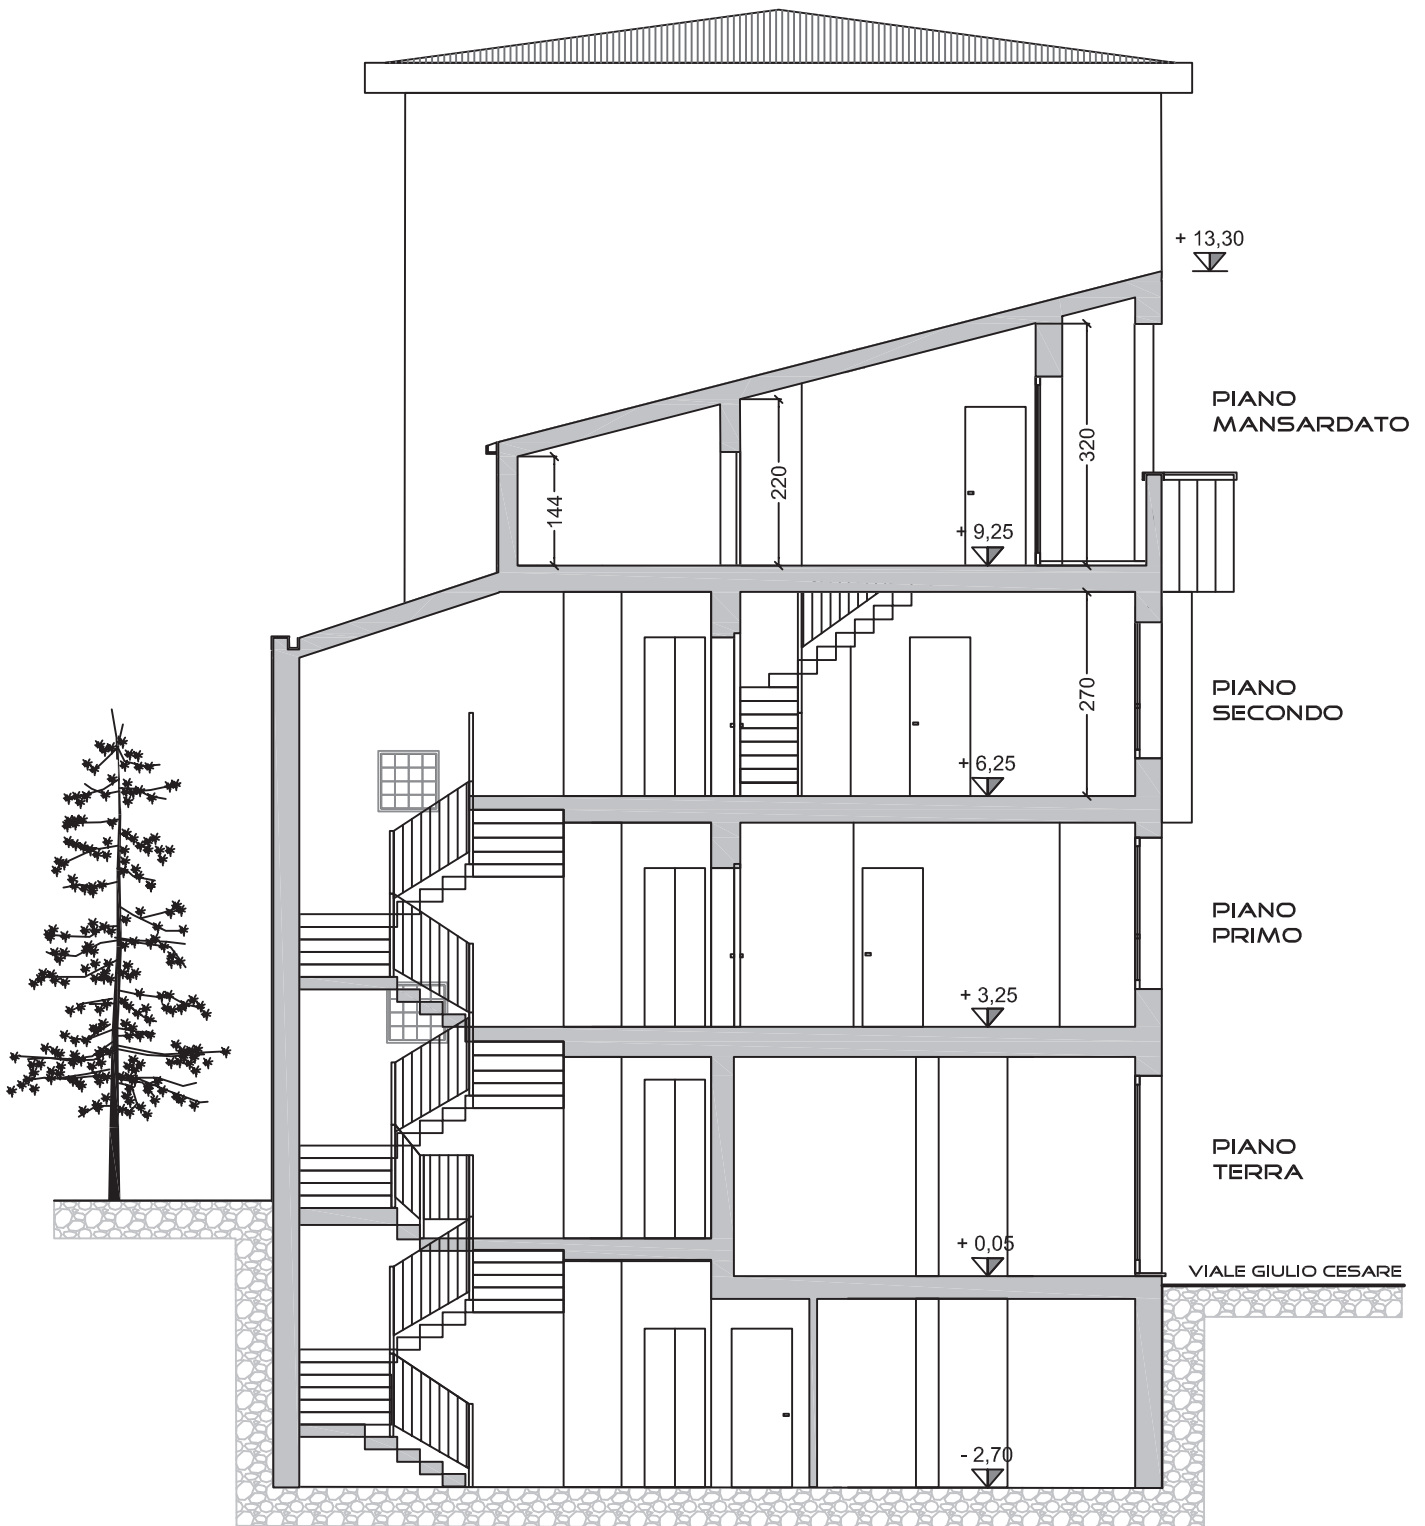 + 13,30
PIANO
MANSARDATO
320
220
144
+ 9,25
PIANO
SECONDO
270
+ 6,25
PIANO
PRIMO
+ 3,25
PIANO
TERRA
+ 0,05
VIALE GIULIO CESARE
- 2,70